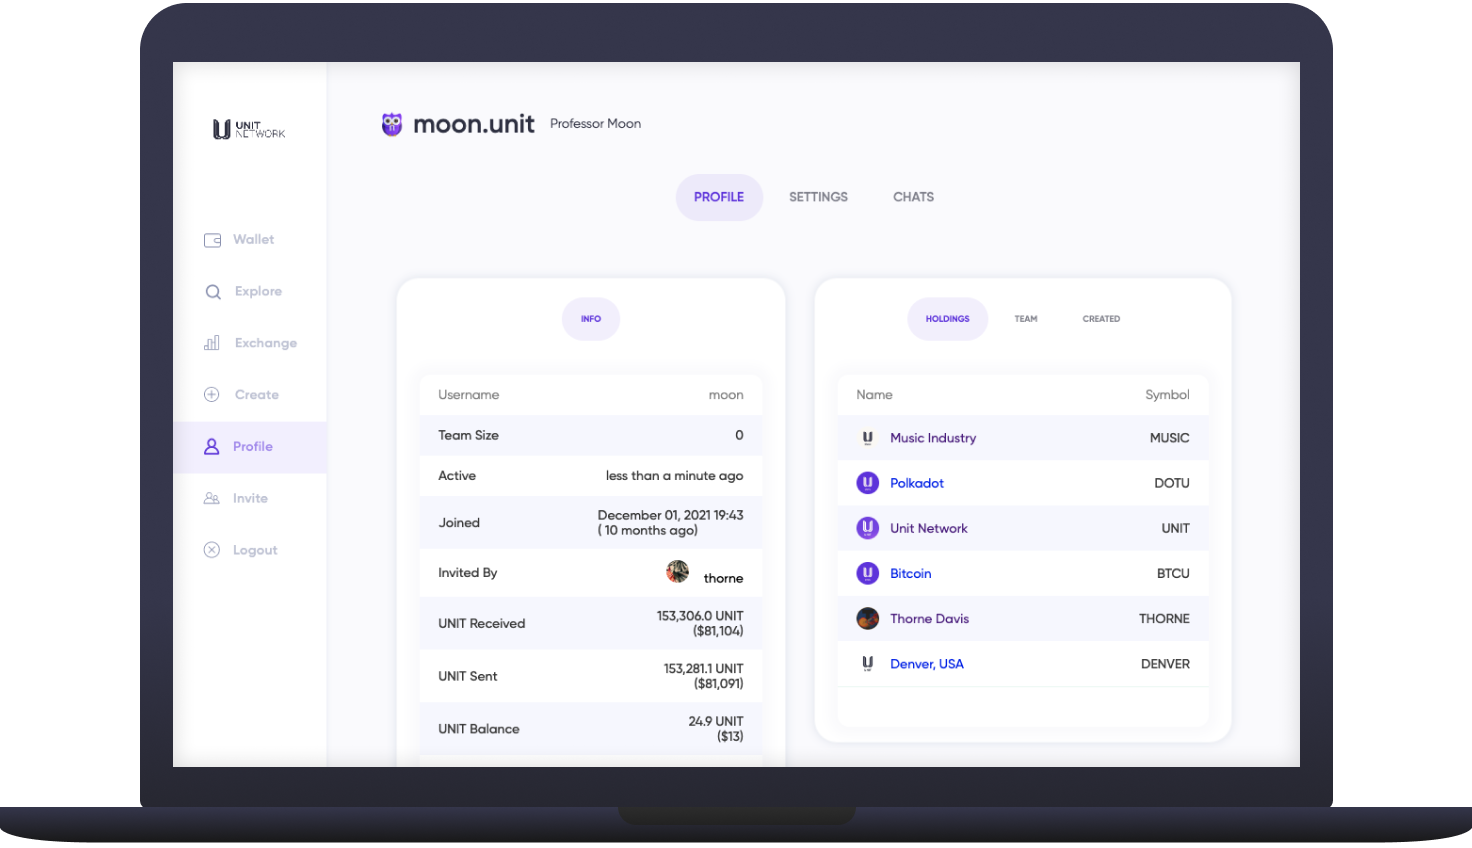 UNIT
NETWORK
moon.unit Professor Moon
PROFILE SETTINGS CHATS
Wallet
Explore
Exchange
Create
Profile
Invite
Logout
INFO
Username moon
Team Size 0
Active less than a minute ago
Joined December 01, 2021 19:43
( 10 months ago)
Invited By thorne
UNIT Received 153,306.0 UNIT
($81,104)
UNIT Sent 153,281.1 UNIT
($81,091)
UNIT Balance 24.9 UNIT
($13)
HOLDINGS TEAM CREATED
Name Symbol
Music Industry MUSIC
Polkadot DOTU
Unit Network UNIT
Bitcoin BTCU
Thorne Davis THORNE
Denver, USA DENVER